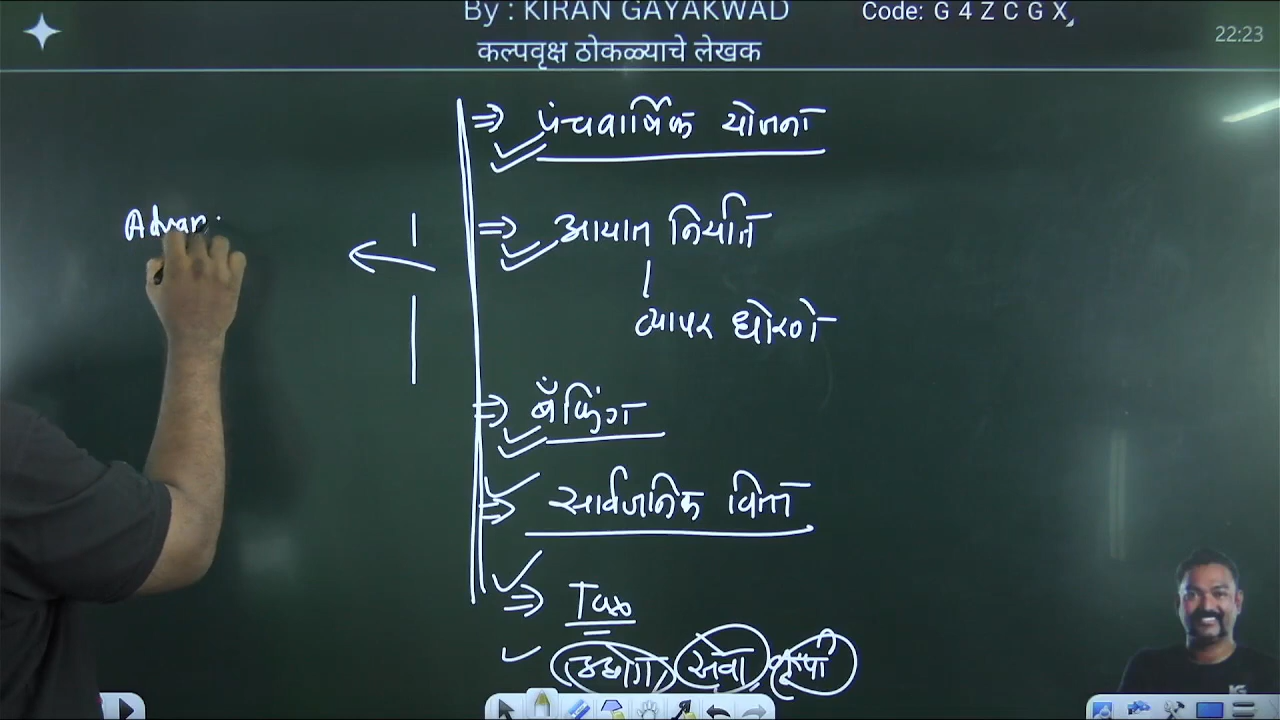 By : KIRAN GAYAKWAD
Code: G 4 Z C G X
22:23
कल्पवृक्ष ठोकळ्याचे लेखक
⇒ पंचवार्षिक योजना
Advan
⇒ आयात निर्यात
व्यापर धोरणे
⇒ बँकिंग
⇒ सार्वजनिक वित्त
⇒ Tax
उद्योग सेवा कृषी